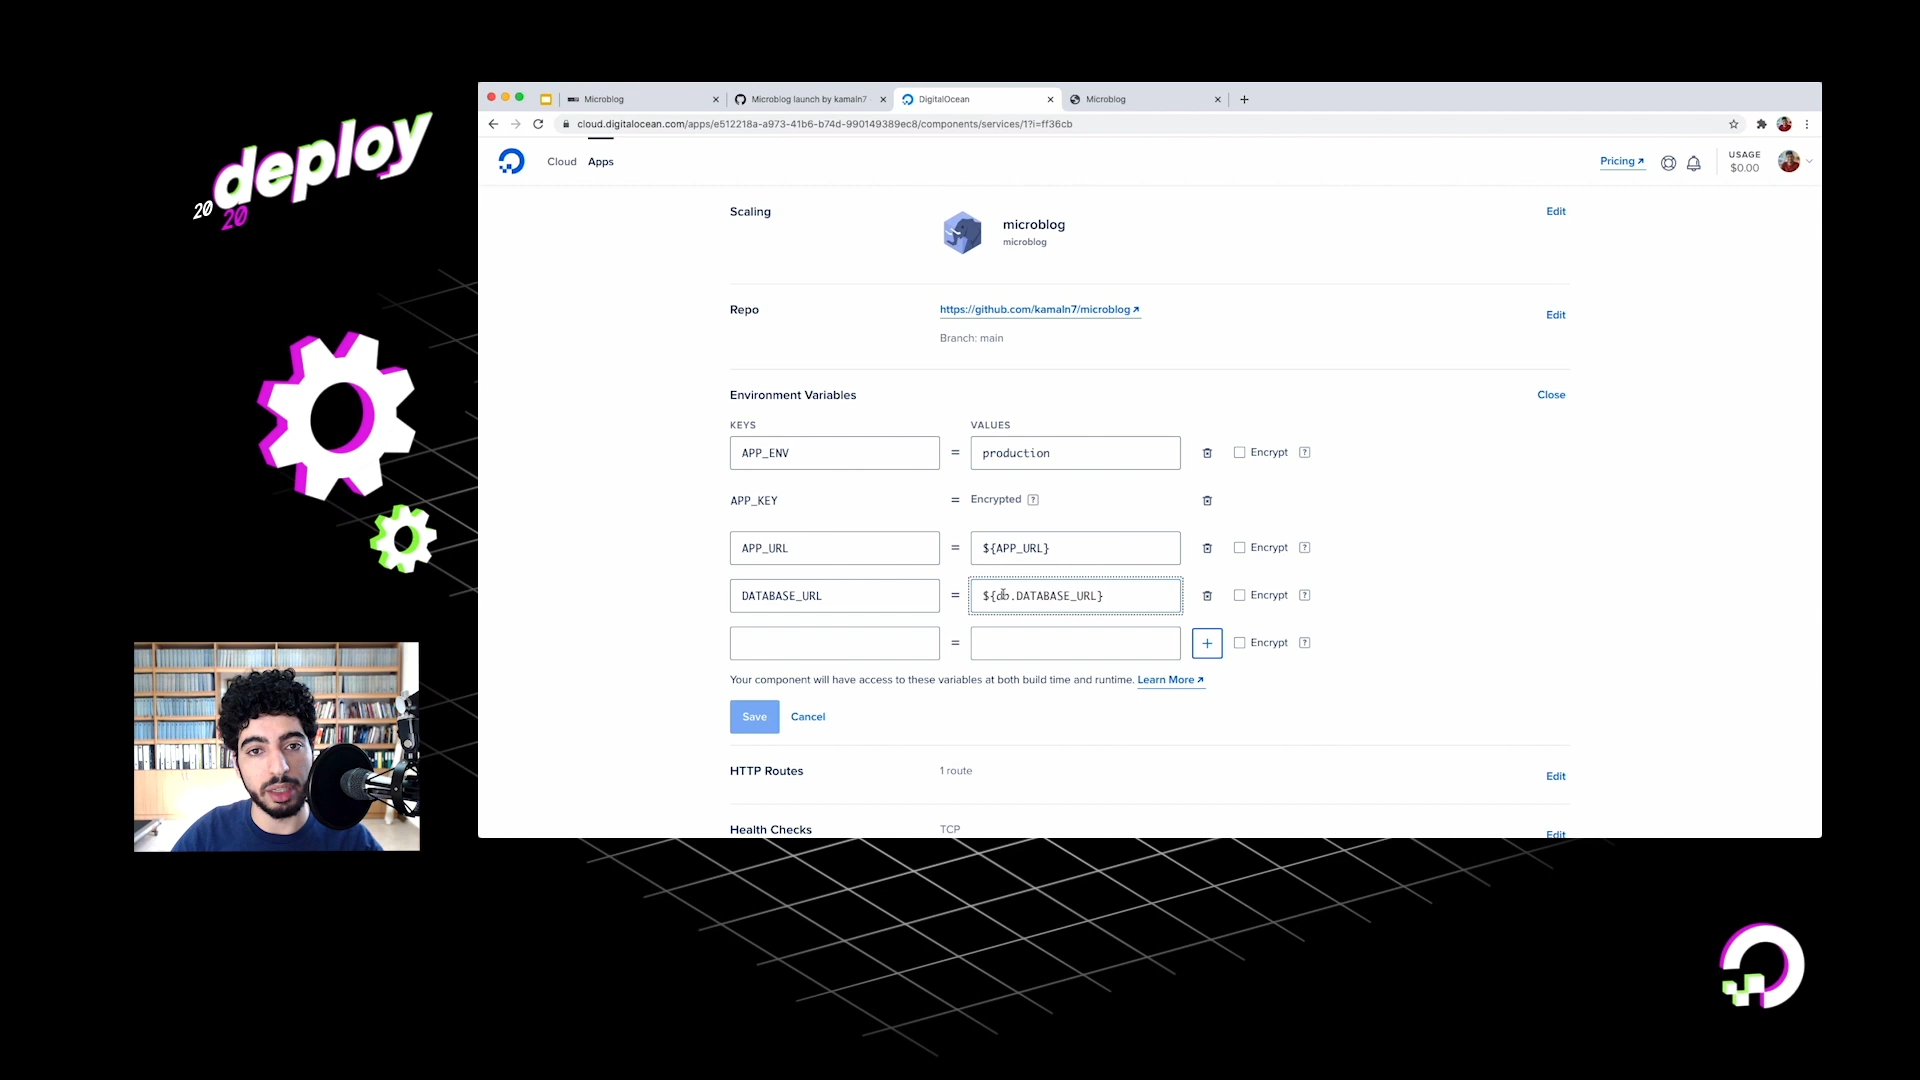 deploy
20
20
Microblog
Microblog launch by kamaln7
DigitalOcean
Microblog
cloud.digitalocean.com/apps/e512218a-a973-41b6-b74d-990149389ec8/components/services/1?i=ff36cb
Cloud Apps
Pricing ↗
USAGE
$0.00
Scaling
microblog
microblog
Edit
Repo
https://github.com/kamaln7/microblog ↗
Edit
Branch: main
Environment Variables
Close
KEYS VALUES
APP_ENV = production Encrypt ?
APP_KEY = Encrypted ?
APP_URL = ${APP_URL} Encrypt ?
DATABASE_URL = ${db.DATABASE_URL} Encrypt ?
= + Encrypt ?
Your component will have access to these variables at both build time and runtime. Learn More ↗
Save Cancel
HTTP Routes 1 route Edit
Health Checks TCP Edit